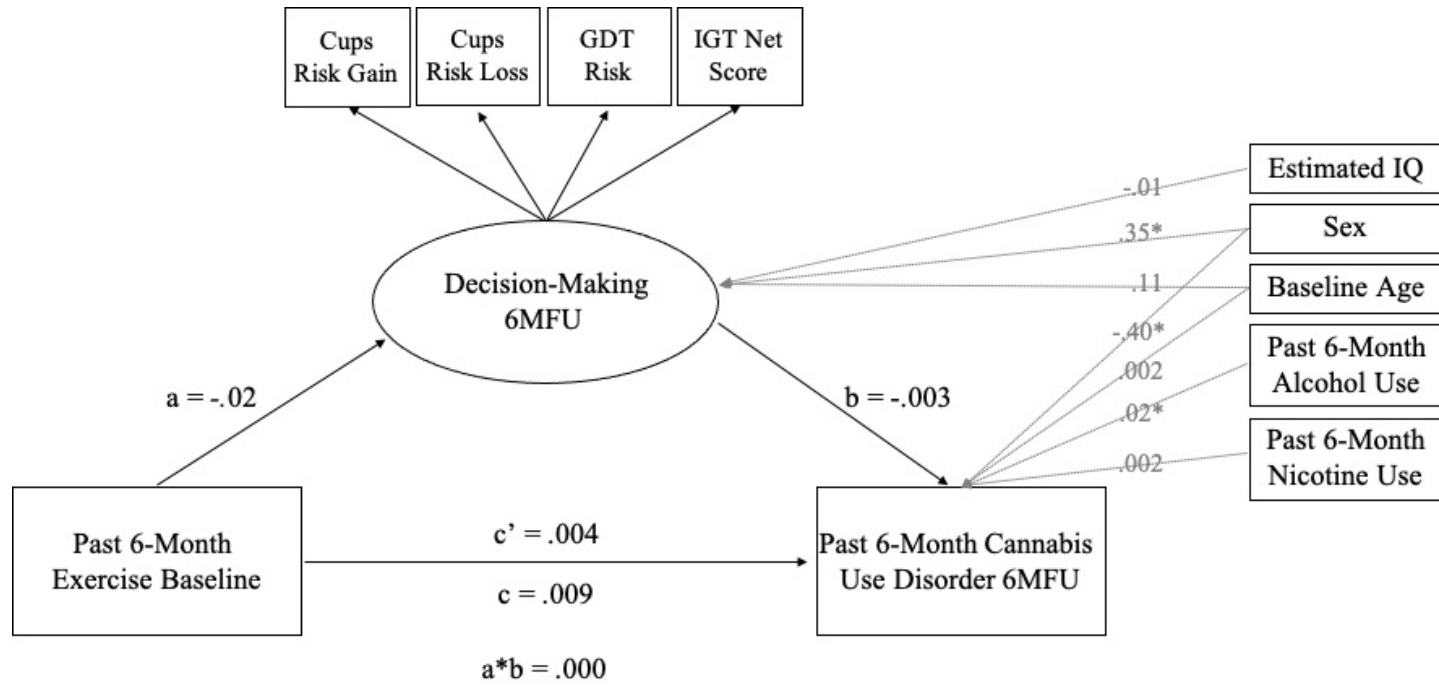 Cups
Risk Gain
Cups
Risk Loss
GDT
Risk
IGT Net
Score
Estimated IQ
Sex
Baseline Age
Past 6-Month
Alcohol Use
Past 6-Month
Nicotine Use
-.01
.35*
.11
-.40*
.002
.02*
.002
Decision-Making
6MFU
a = -.02
b = -.003
Past 6-Month
Exercise Baseline
c’ = .004
c = .009
a*b = .000
Past 6-Month Cannabis
Use Disorder 6MFU